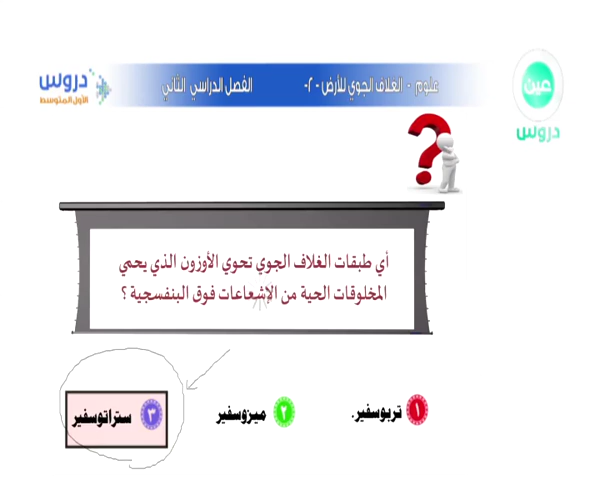 دروس
الأول المتوسط
علوم - الغلاف الجوي للأرض - ٢-
الفصل الدراسي الثاني
عين
دروس
أي طبقات الغلاف الجوي تحوي الأوزون الذي يحمي
المخلوقات الحية من الإشعاعات فوق البنفسجية ؟
١ تربوسفير.
٢ ميزوسفير
٣ ستراتوسفير